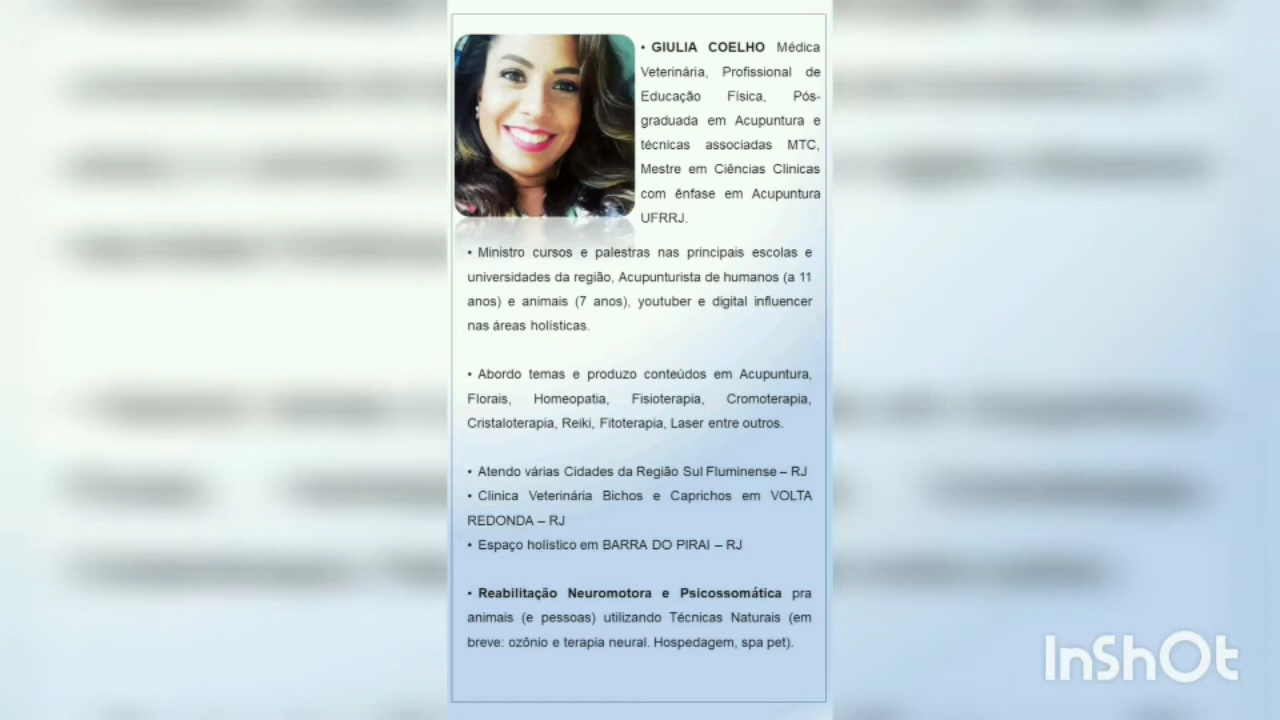 • GIULIA COELHO Médica
Veterinária, Profissional de
Educação Física, Pós-
graduada em Acupuntura e
técnicas associadas MTC,
Mestre em Ciências Clinicas
com ênfase em Acupuntura
UFRRJ.
• Ministro cursos e palestras nas principais escolas e
universidades da região, Acupunturista de humanos (a 11
anos) e animais (7 anos), youtuber e digital influencer
nas áreas holísticas.
• Abordo temas e produzo conteúdos em Acupuntura,
Florais, Homeopatia, Fisioterapia, Cromoterapia,
Cristaloterapia, Reiki, Fitoterapia, Laser entre outros.
• Atendo várias Cidades da Região Sul Fluminense – RJ
• Clinica Veterinária Bichos e Caprichos em VOLTA
REDONDA – RJ
• Espaço holístico em BARRA DO PIRAI – RJ
• Reabilitação Neuromotora e Psicossomática pra
animais (e pessoas) utilizando Técnicas Naturais (em
breve: ozônio e terapia neural. Hospedagem, spa pet).
InShOt